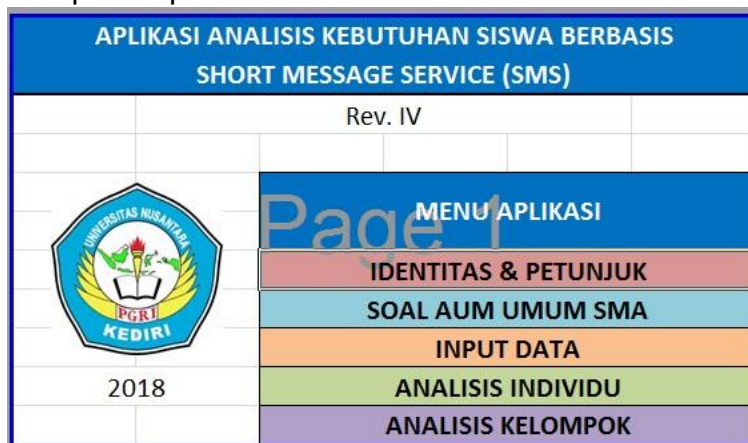 APLIKASI ANALISIS KEBUTUHAN SISWA BERBASIS
SHORT MESSAGE SERVICE (SMS)
Rev. IV
Page 1
MENU APLIKASI
IDENTITAS & PETUNJUK
SOAL AUM UMUM SMA
INPUT DATA
ANALISIS INDIVIDU
ANALISIS KELOMPOK
UNIVERSITAS NUSANTARA
PGRI
KEDIRI
2018